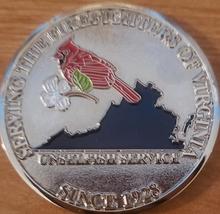 SERVING THE FIREFIGHTERS OF VIRGINIA
UNSELFISH SERVICE
SINCE 1928